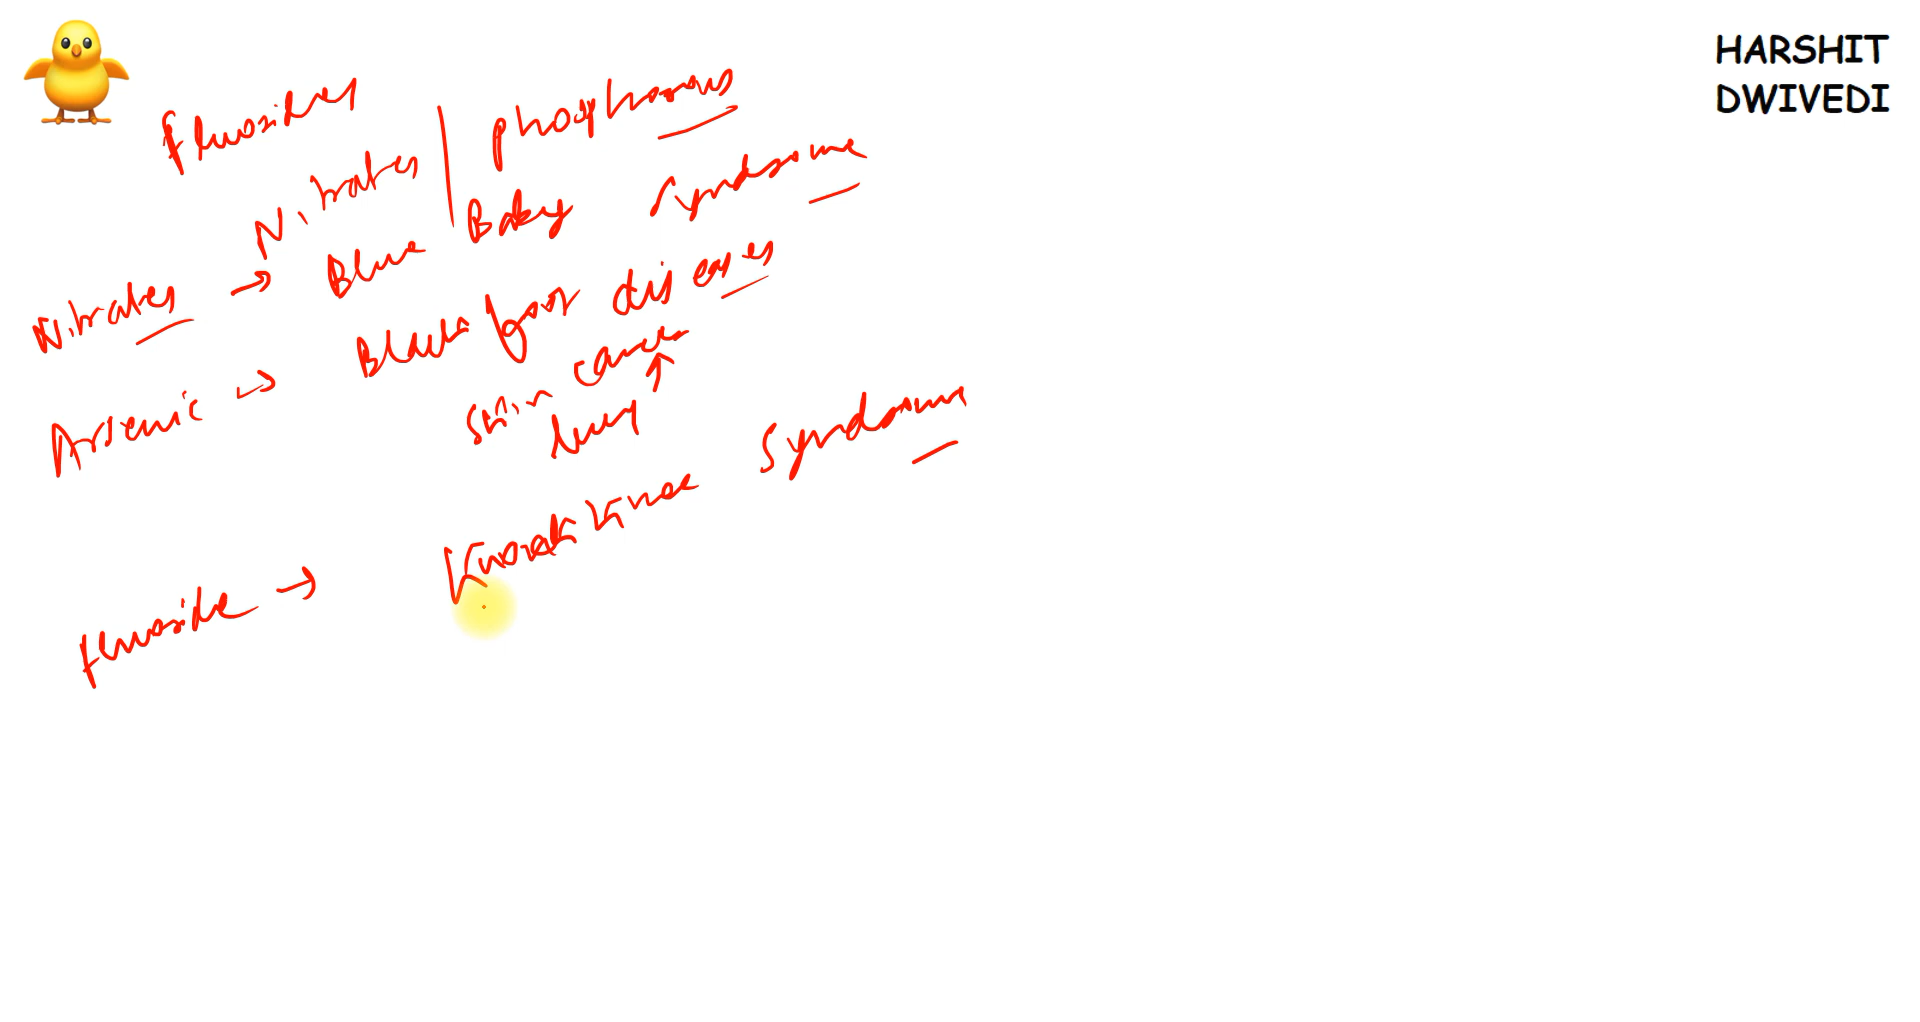 HARSHIT
DWIVEDI
Fluorides
Nitrates | phosphorous
Nitrates → Blue Baby Syndrome
Arsenic → Black foot diseases
Skin cancer
lung ↑
Fluoride → Knock Knee Syndrome